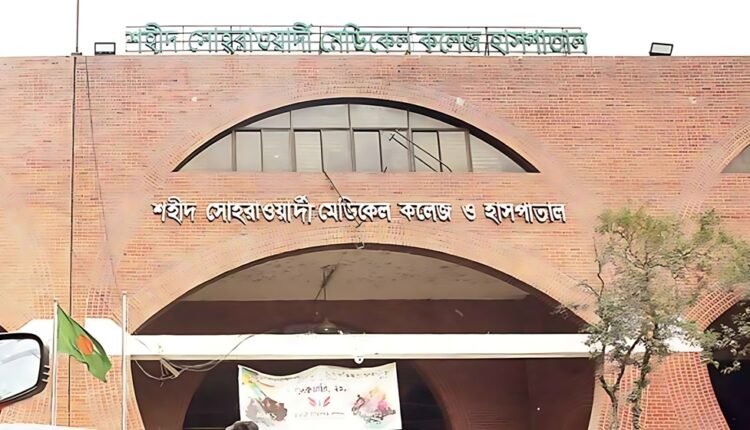 শহীদ সোহরাওয়ার্দী মেডিকেল কলেজ হাসপাতাল
শহীদ সোহরাওয়ার্দী মেডিকেল কলেজ ও হাসপাতাল